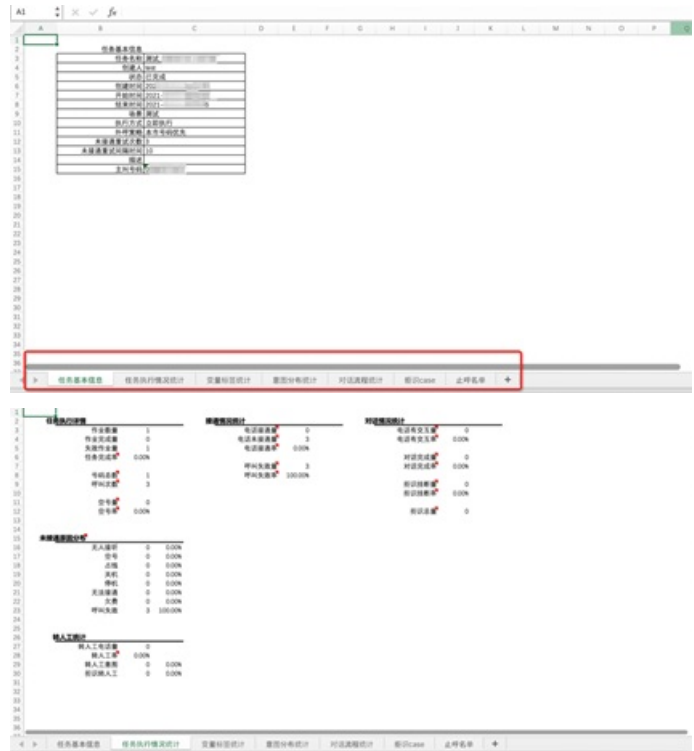 A1 fx
A B C D E F G H I J K L M N O P Q
任务基本信息
任务名称 测试_
创建人 test
状态 已完成
创建时间 202
开始时间 2021
结束时间 2021-
场景 测试
执行方式 立即执行
外呼策略 本市号码优先
未接通重试次数 3
未接通重试间隔时间 10
描述
主叫号码
任务基本信息 任务执行情况统计 变量标签统计 意图分布统计 对话流程统计 拒识case 止呼名单 +
任务执行详情 接通情况统计 对话情况统计
作业数量 1 电话接通量 0 电话有交互量 0
作业完成量 0 电话未接通量 3 电话有交互率 0.00%
失败作业量 1 电话接通率 0.00%
任务完成率 0.00% 对话完成量 0
呼叫失败量 3 对话完成率 0.00%
号码总数 1 呼叫失败率 100.00%
呼叫次数 3 拒识挂断量 0
拒识挂断率 0.00%
空号量 0
空号率 0.00% 拒识总量 0
未接通原因分布
无人接听 0 0.00%
空号 0 0.00%
占线 0 0.00%
关机 0 0.00%
停机 0 0.00%
无法接通 0 0.00%
欠费 0 0.00%
呼叫失败 3 100.00%
转人工统计
转人工电话量 0
转人工率 0.00%
转人工意图 0 0.00%
拒识转人工 0 0.00%
任务基本信息 任务执行情况统计 变量标签统计 意图分布统计 对话流程统计 拒识case 止呼名单 +